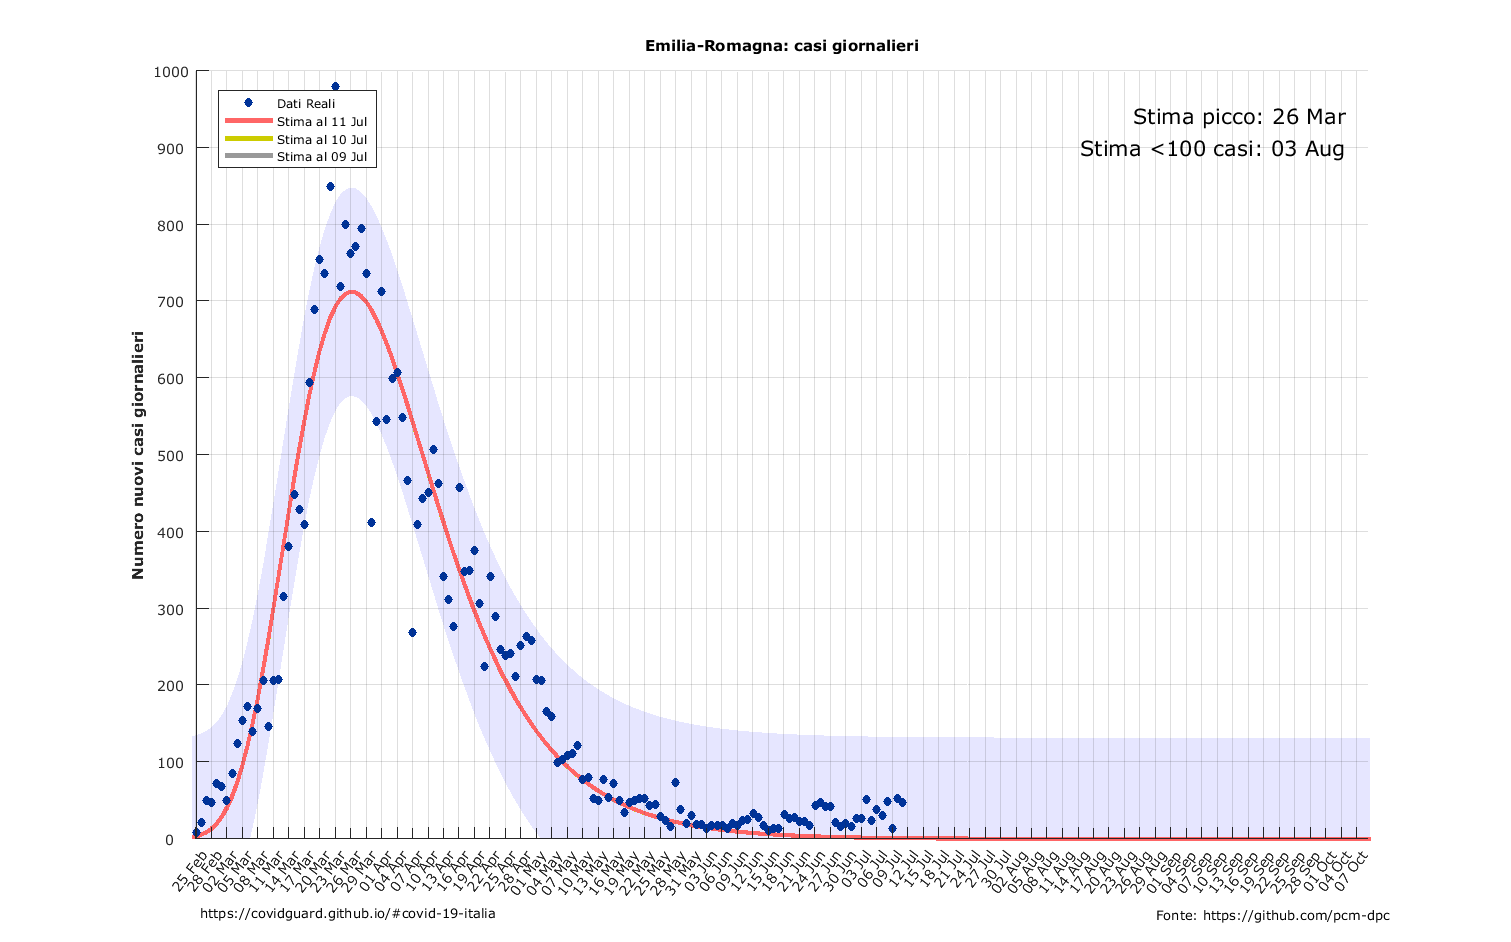 Emilia-Romagna: casi giornalieri
Dati Reali
Stima al 11 Jul
Stima al 10 Jul
Stima al 09 Jul
Stima picco: 26 Mar
Stima <100 casi: 03 Aug
Numero nuovi casi giornalieri
1000
900
800
700
600
500
400
300
200
100
0
25 Feb
28 Feb
02 Mar
05 Mar
08 Mar
11 Mar
14 Mar
17 Mar
20 Mar
23 Mar
26 Mar
29 Mar
01 Apr
04 Apr
07 Apr
10 Apr
13 Apr
16 Apr
19 Apr
22 Apr
25 Apr
28 Apr
01 May
04 May
07 May
10 May
13 May
16 May
19 May
22 May
25 May
28 May
31 May
03 Jun
06 Jun
09 Jun
12 Jun
15 Jun
18 Jun
21 Jun
24 Jun
27 Jun
30 Jun
03 Jul
06 Jul
09 Jul
12 Jul
15 Jul
18 Jul
21 Jul
24 Jul
27 Jul
30 Jul
02 Aug
05 Aug
08 Aug
11 Aug
14 Aug
17 Aug
20 Aug
23 Aug
26 Aug
29 Aug
01 Sep
04 Sep
07 Sep
10 Sep
13 Sep
16 Sep
19 Sep
22 Sep
25 Sep
28 Sep
01 Oct
04 Oct
07 Oct
https://covidguard.github.io/#covid-19-italia
Fonte: https://github.com/pcm-dpc